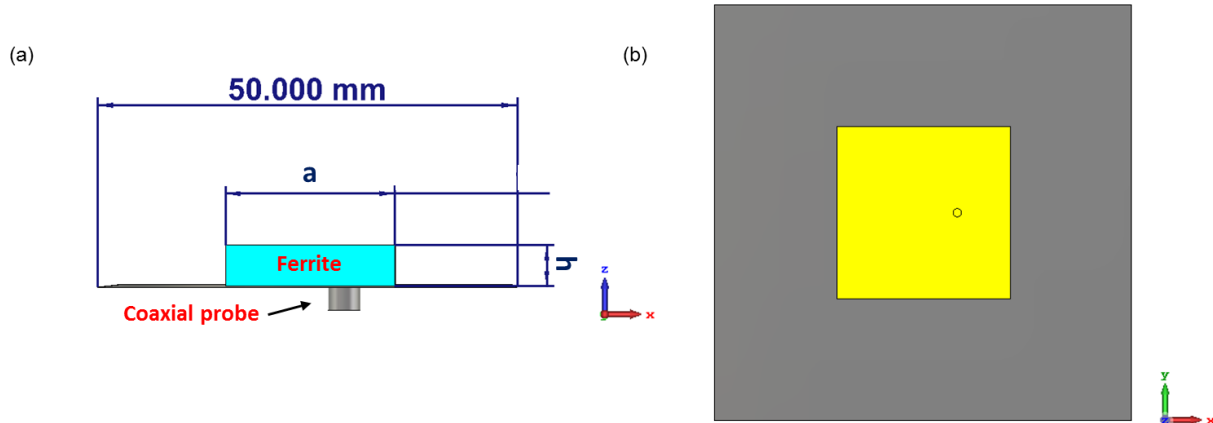 (a)
(b)
50.000 mm
a
Ferrite
h
Coaxial probe
z
x
y
z
x